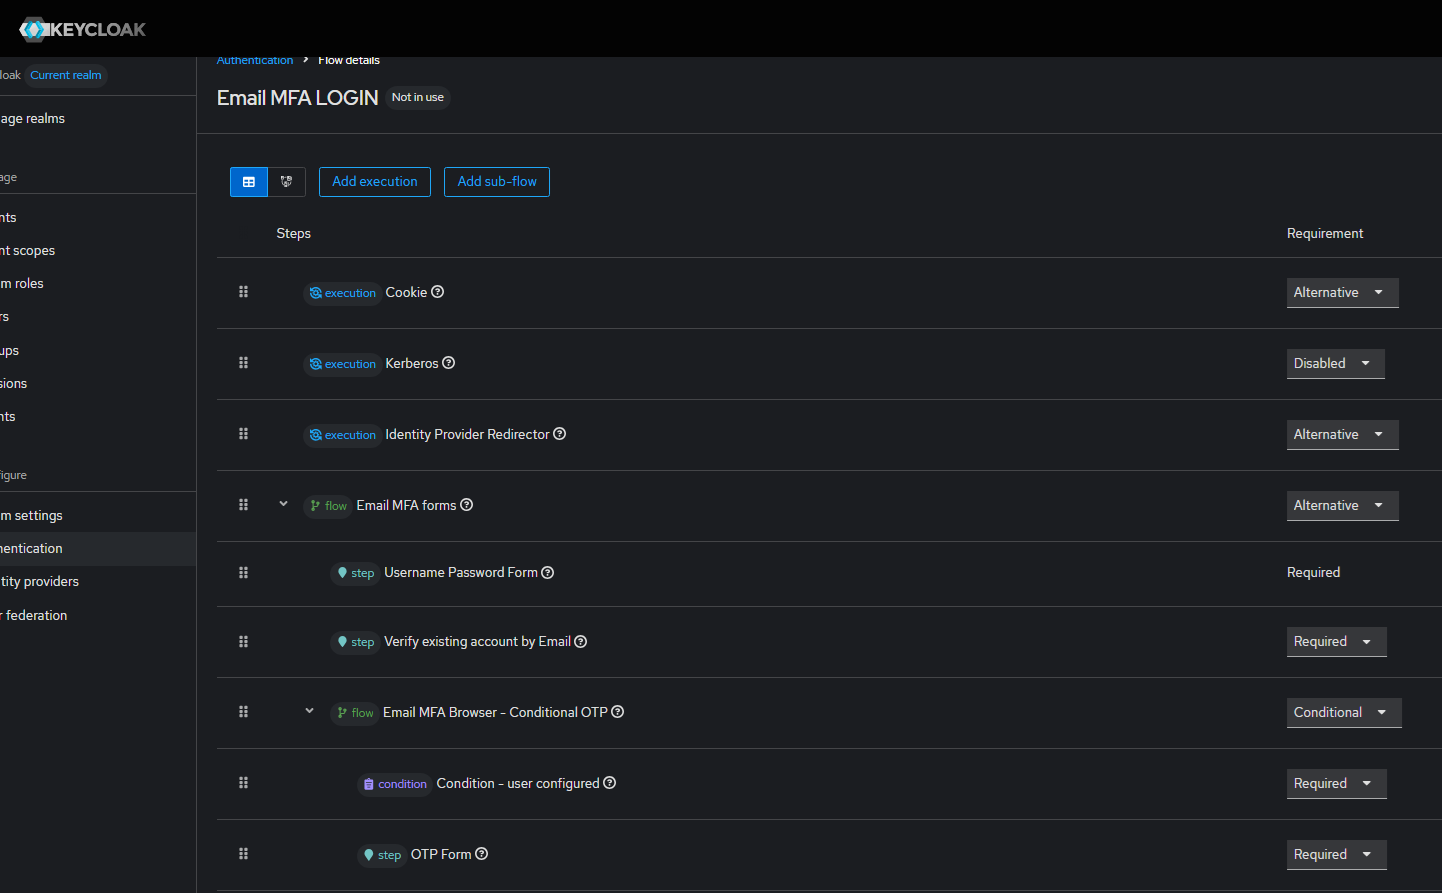 KEYCLOAK
loak Current realm
age realms
age
nts
nt scopes
m roles
rs
ups
sions
nts
igure
m settings
nentication
tity providers
r federation
Authentication > Flow details
Email MFA LOGIN Not in use
Add execution Add sub-flow
Steps Requirement
execution Cookie Alternative
execution Kerberos Disabled
execution Identity Provider Redirector Alternative
flow Email MFA forms Alternative
step Username Password Form Required
step Verify existing account by Email Required
flow Email MFA Browser - Conditional OTP Conditional
condition Condition - user configured Required
step OTP Form Required